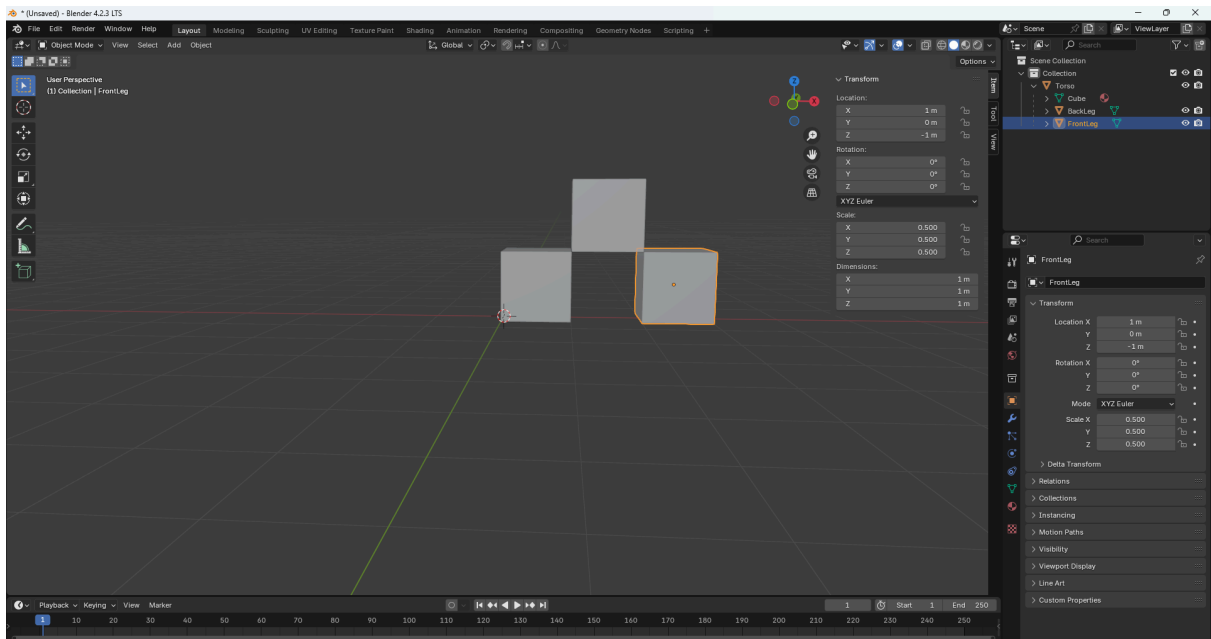 * (Unsaved) - Blender 4.2.3 LTS
File Edit Render Window Help Layout Modeling Sculpting UV Editing Texture Paint Shading Animation Rendering Compositing Geometry Nodes Scripting + Scene ViewLayer
Object Mode View Select Add Object Global Search
Options
User Perspective
(1) Collection | FrontLeg
Z
X
Transform
Location:
X 1 m
Y 0 m
Z -1 m
Rotation:
X 0°
Y 0°
Z 0°
XYZ Euler
Scale:
X 0.500
Y 0.500
Z 0.500
Dimensions:
X 1 m
Y 1 m
Z 1 m
Item
Tool
View
Scene Collection
Collection
Torso
Cube
BackLeg
FrontLeg
Search
FrontLeg
FrontLeg
Transform
Location X 1 m
Y 0 m
Z -1 m
Rotation X 0°
Y 0°
Z 0°
Mode XYZ Euler
Scale X 0.500
Y 0.500
Z 0.500
Delta Transform
Relations
Collections
Instancing
Motion Paths
Visibility
Viewport Display
Line Art
Custom Properties
Playback Keying View Marker 1 Start 1 End 250
1 10 20 30 40 50 60 70 80 90 100 110 120 130 140 150 160 170 180 190 200 210 220 230 240 250